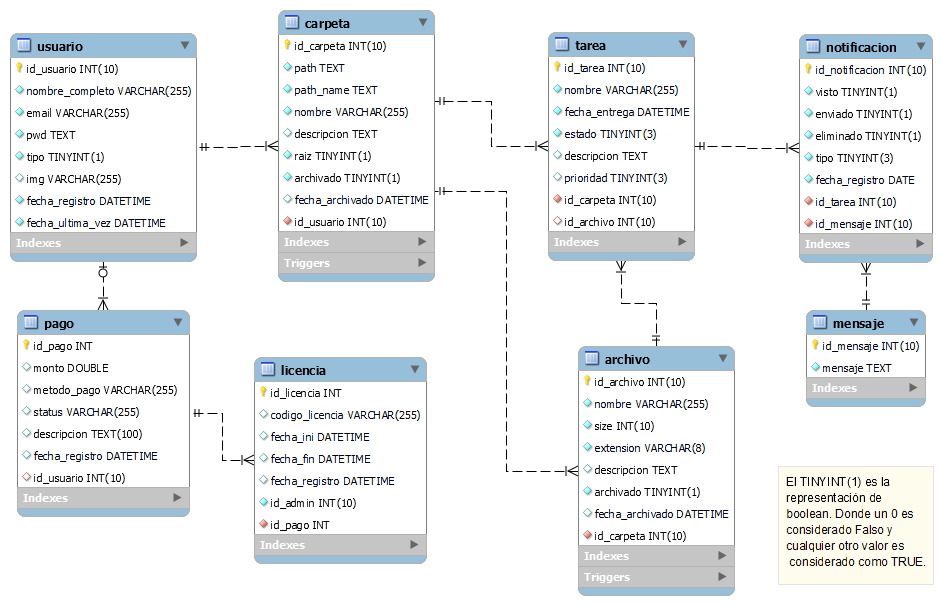 usuario
id_usuario INT(10)
nombre_completo VARCHAR(255)
email VARCHAR(255)
pwd TEXT
tipo TINYINT(1)
img VARCHAR(255)
fecha_registro DATETIME
fecha_ultima_vez DATETIME
Indexes
carpeta
id_carpeta INT(10)
path TEXT
path_name TEXT
nombre VARCHAR(255)
descripcion TEXT
raiz TINYINT(1)
archivado TINYINT(1)
fecha_archivado DATETIME
id_usuario INT(10)
Indexes
Triggers
tarea
id_tarea INT(10)
nombre VARCHAR(255)
fecha_entrega DATETIME
estado TINYINT(3)
descripcion TEXT
prioridad TINYINT(3)
id_carpeta INT(10)
id_archivo INT(10)
Indexes
notificacion
id_notificacion INT(10)
visto TINYINT(1)
enviado TINYINT(1)
eliminado TINYINT(1)
tipo TINYINT(3)
fecha_registro DATE
id_tarea INT(10)
id_mensaje INT(10)
Indexes
pago
id_pago INT
monto DOUBLE
metodo_pago VARCHAR(255)
status VARCHAR(255)
descripcion TEXT(100)
fecha_registro DATETIME
id_usuario INT(10)
Indexes
licencia
id_licencia INT
codigo_licencia VARCHAR(255)
fecha_ini DATETIME
fecha_fin DATETIME
fecha_registro DATETIME
id_admin INT(10)
id_pago INT
Indexes
archivo
id_archivo INT(10)
nombre VARCHAR(255)
size INT(10)
extension VARCHAR(8)
descripcion TEXT
archivado TINYINT(1)
fecha_archivado DATETIME
id_carpeta INT(10)
Indexes
Triggers
mensaje
id_mensaje INT(10)
mensaje TEXT
Indexes
El TINYINT(1) es la
representación de
boolean. Donde un 0 es
considerado Falso y
cualquier otro valor es
considerado como TRUE.